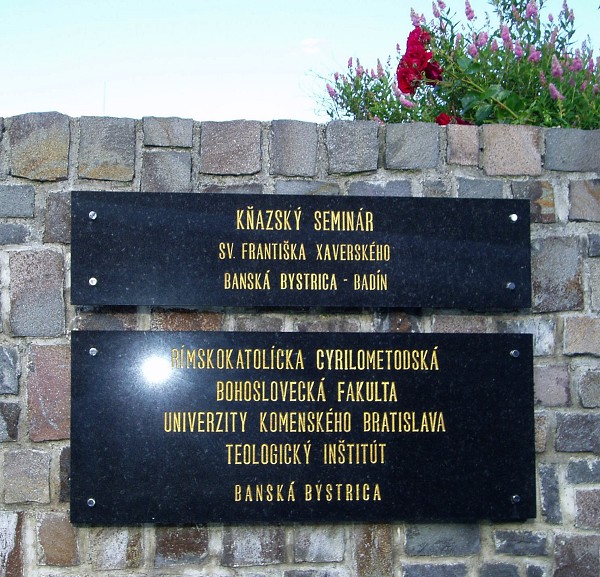 KŇAZSKÝ SEMINÁR
SV. FRANTIŠKA XAVERSKÉHO
BANSKÁ BYSTRICA - BADÍN
RÍMSKOKATOLÍCKA CYRILOMETODSKÁ
BOHOSLOVECKÁ FAKULTA
UNIVERZITY KOMENSKÉHO BRATISLAVA
TEOLOGICKÝ INŠTITÚT
BANSKÁ BYSTRICA